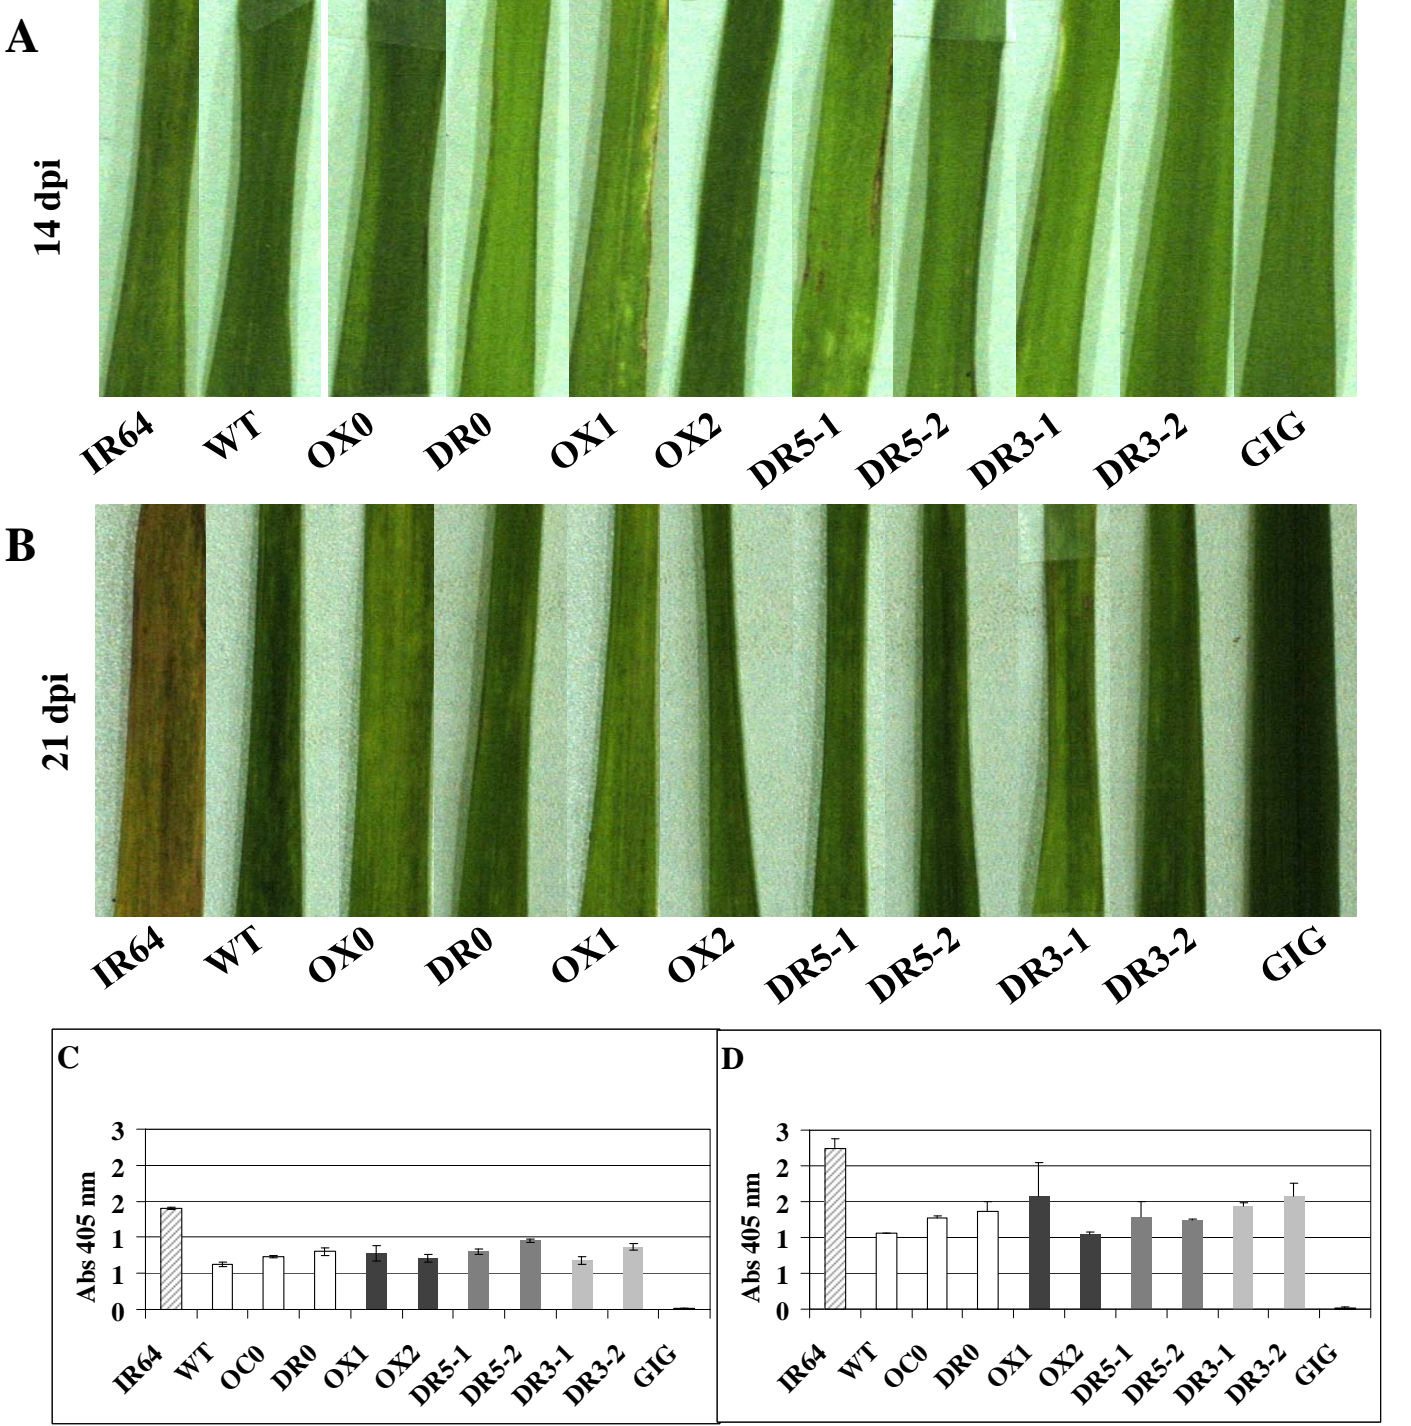 A
14 dpi
IR64 WT OX0 DR0 OX1 OX2 DR5-1 DR5-2 DR3-1 DR3-2 GIG
B
21 dpi
IR64 WT OX0 DR0 OX1 OX2 DR5-1 DR5-2 DR3-1 DR3-2 GIG
C
Abs 405 nm
3
2
2
1
1
0
IR64 WT OC0 DR0 OX1 OX2 DR5-1 DR5-2 DR3-1 DR3-2 GIG
D
Abs 405 nm
3
2
2
1
1
0
IR64 WT OC0 DR0 OX1 OX2 DR5-1 DR5-2 DR3-1 DR3-2 GIG